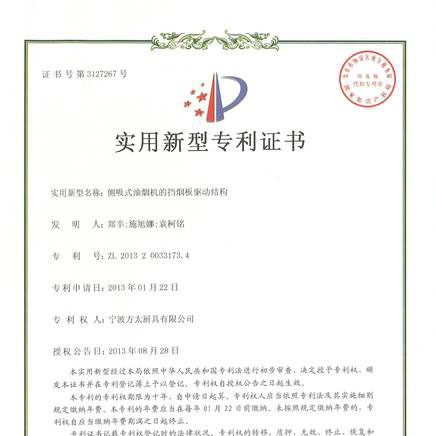 证书号第3127267号
实用新型专利证书
实用新型名称：侧吸式油烟机的挡烟板驱动结构
发 明 人：郑幸;施旭娜;袁柯铭
专 利 号：ZL 2013 2 0033173.4
专利申请日：2013年01月22日
专 利 权 人：宁波方太厨具有限公司
授权公告日：2013年08月28日
本实用新型经过本局依照中华人民共和国专利法进行初步审查，决定授予专利权，颁
发本证书并在专利登记簿上予以登记。专利权自授权公告之日起生效。
本专利的专利权期限为十年，自申请日起算。专利权人应当依照专利法及其实施细则
规定缴纳年费。本专利的年费应当在每年01月22日前缴纳。未按照规定缴纳年费的，专
利权自应当缴纳年费期满之日起终止。
专利证书记载专利权登记时的法律状况。专利权的转移、质押、无效、终止、恢复和